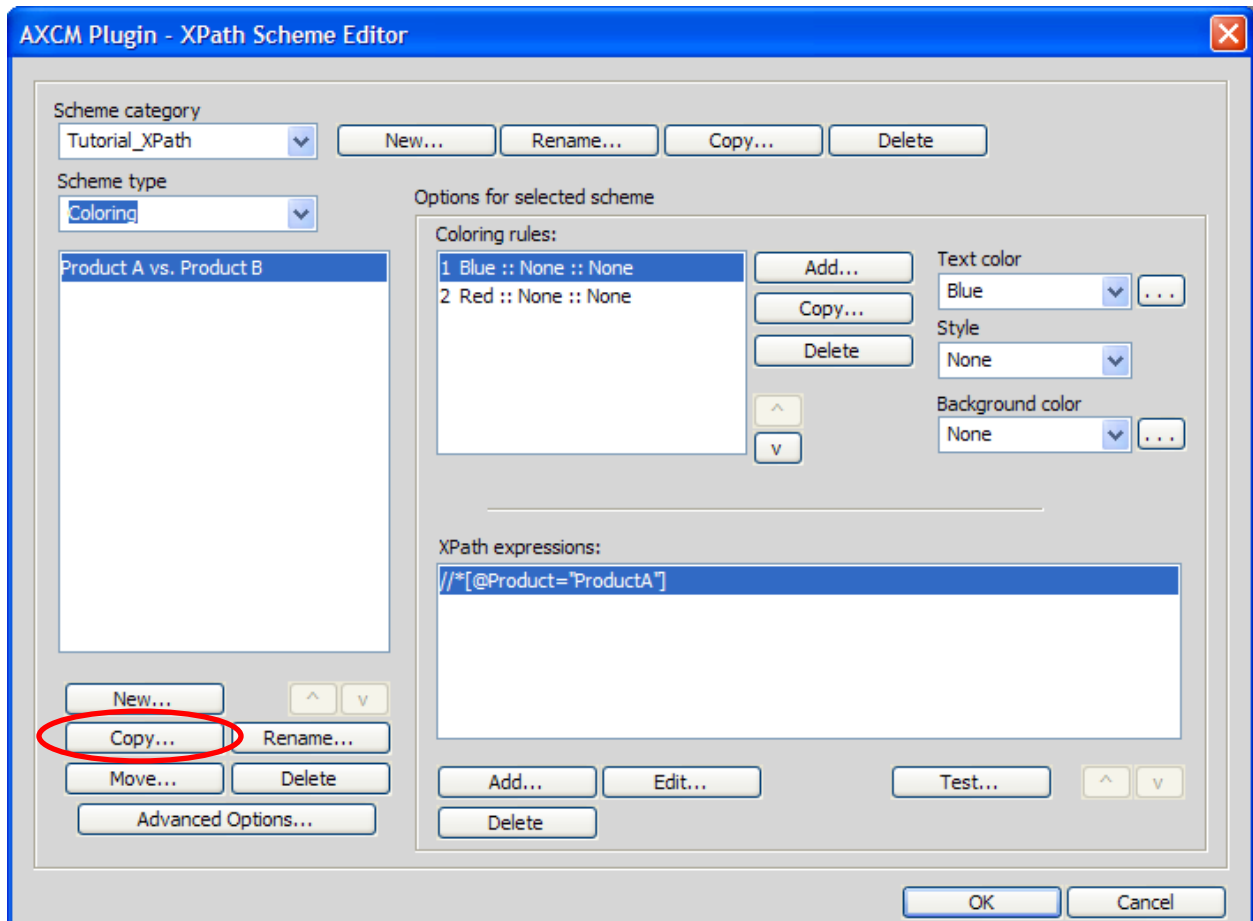 AXCM Plugin - XPath Scheme Editor
Scheme category
Tutorial_XPath
New... Rename... Copy... Delete
Scheme type
Coloring
Product A vs. Product B
New... ^ v
Copy... Rename...
Move... Delete
Advanced Options...
Options for selected scheme
Coloring rules:
1 Blue :: None :: None
2 Red :: None :: None
Add...
Copy...
Delete
^
v
Text color
Blue ...
Style
None
Background color
None ...
XPath expressions:
//*[@Product="ProductA"]
Add... Edit... Test... ^ v
Delete
OK Cancel